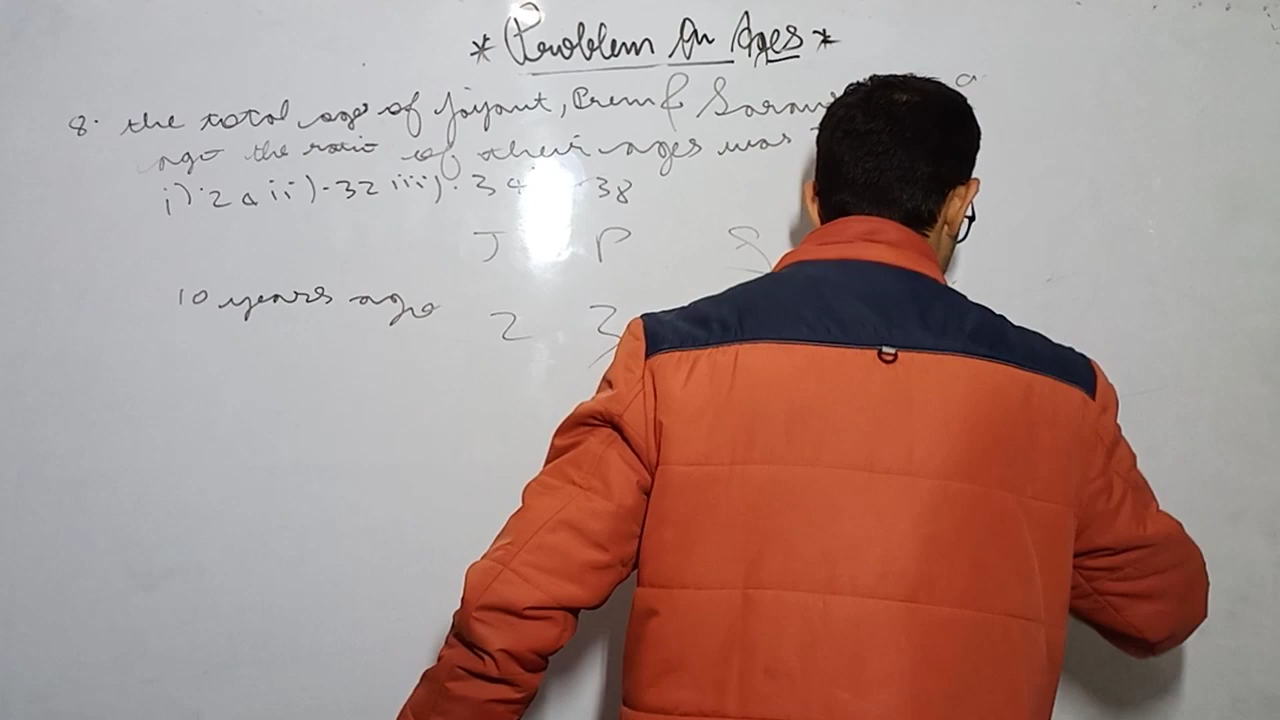 * Problem On Ages *
8. the total age of Jayant, Prem & Saran
ago the ratio of their ages was
i) 2a ii) 32 iii) 34 38
J P S
10 years ago 2 3